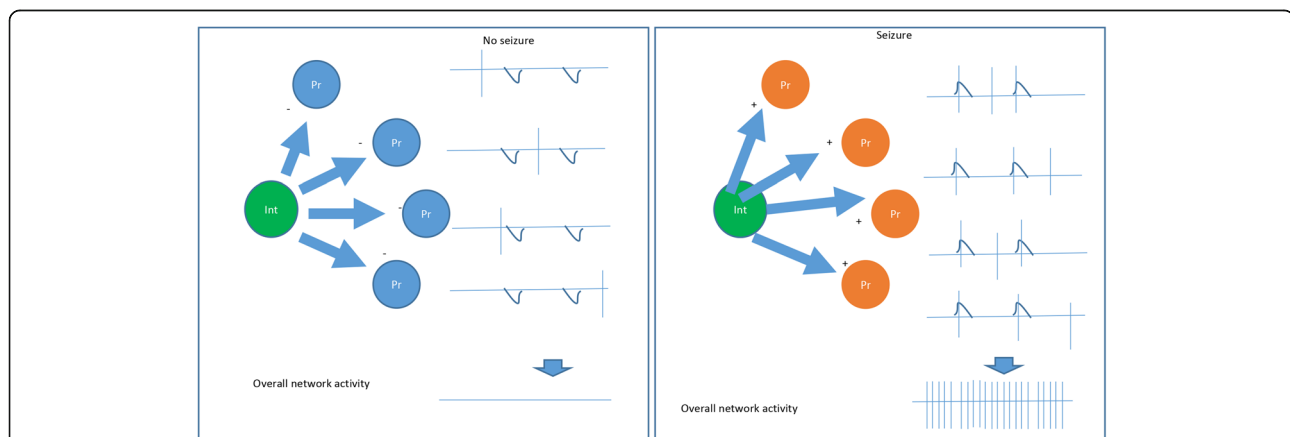 No seizure
Pr
-
Pr
-
Int
Pr
-
Pr
-
Overall network activity
Seizure
Pr
+
Pr
+
Int
Pr
+
Pr
+
Overall network activity